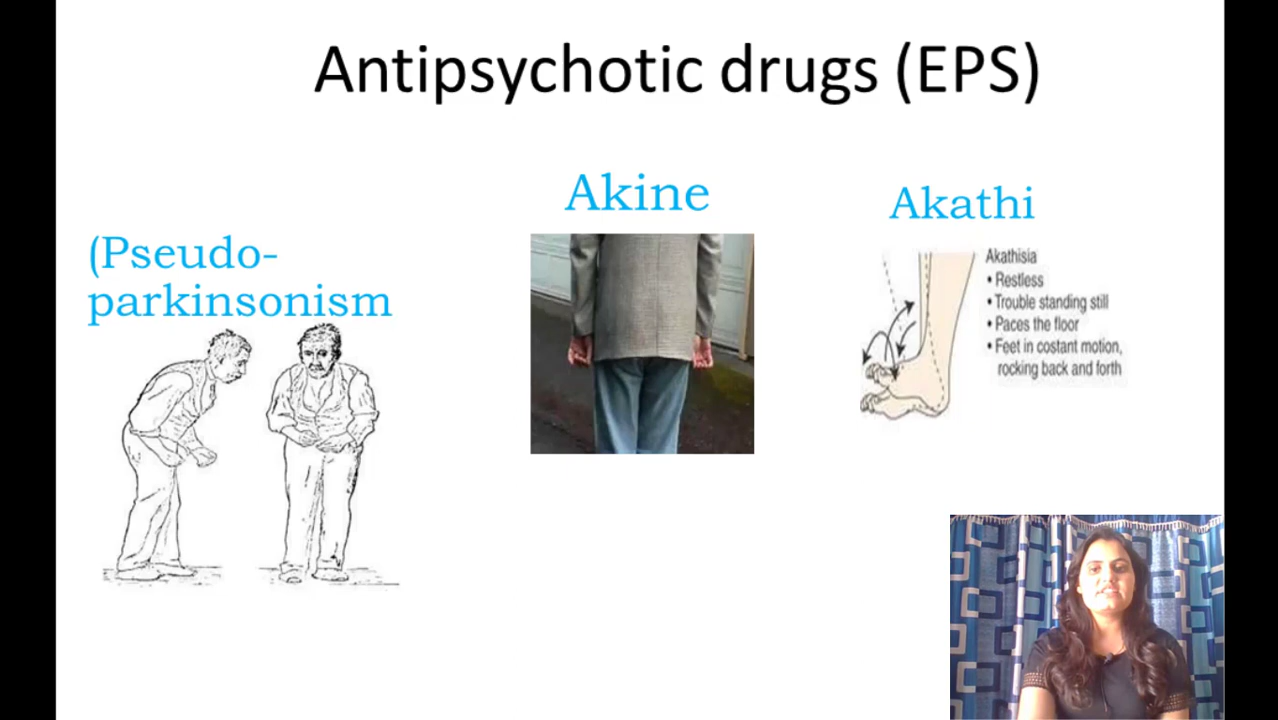 Antipsychotic drugs (EPS)
(Pseudo-
parkinsonism
Akine
Akathi
Akathisia
• Restless
• Trouble standing still
• Paces the floor
• Feet in costant motion,
rocking back and forth